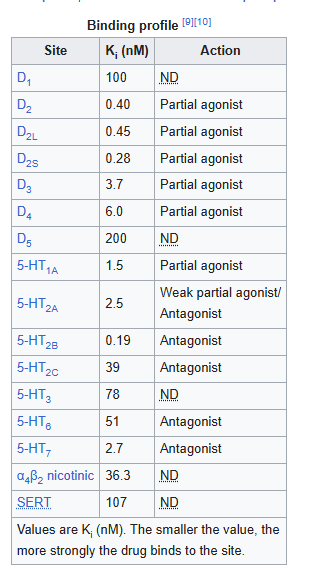 Binding profile [9][10]
Site Kᵢ (nM) Action
D₁ 100 ND
D₂ 0.40 Partial agonist
D₂L 0.45 Partial agonist
D₂S 0.28 Partial agonist
D₃ 3.7 Partial agonist
D₄ 6.0 Partial agonist
D₅ 200 ND
5-HT₁A 1.5 Partial agonist
5-HT₂A 2.5 Weak partial agonist/
Antagonist
5-HT₂B 0.19 Antagonist
5-HT₂C 39 Antagonist
5-HT₃ 78 ND
5-HT₆ 51 Antagonist
5-HT₇ 2.7 Antagonist
α₄β₂ nicotinic 36.3 ND
SERT 107 ND
Values are Kᵢ (nM). The smaller the value, the
more strongly the drug binds to the site.